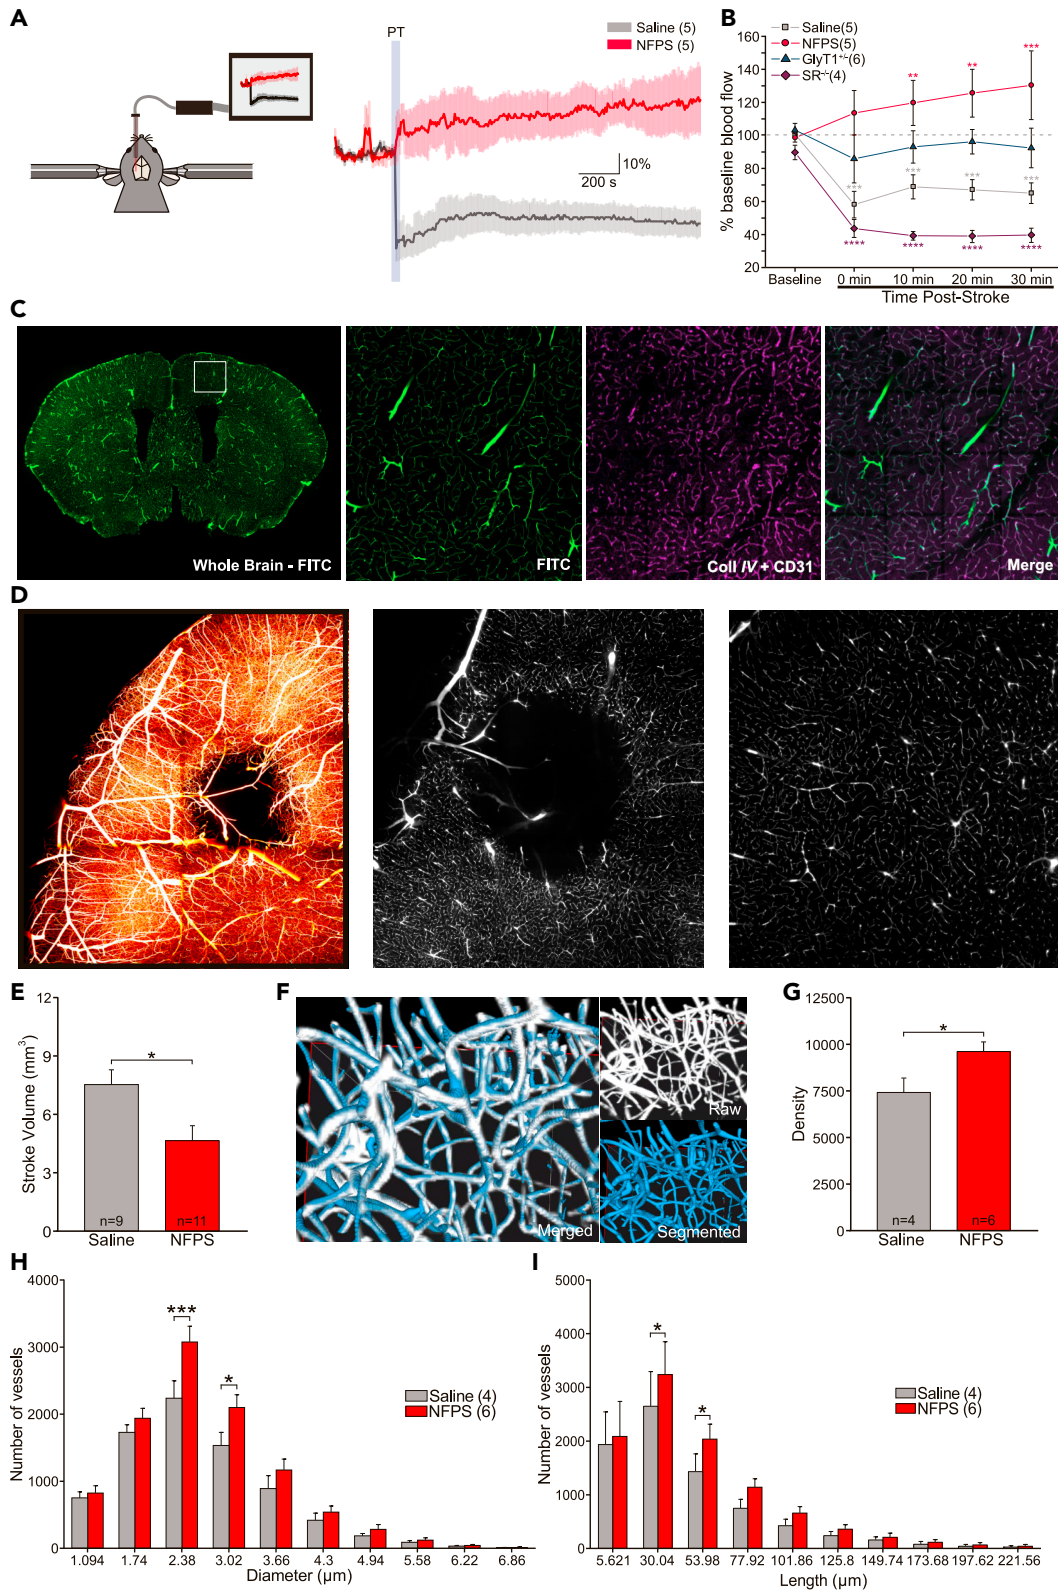 A
PT
Saline (5)
NFPS (5)
10%
200 s
B
Saline(5)
NFPS(5)
GlyT1+/-(6)
SR-/-(4)
% baseline blood flow
160
140
120
100
80
60
40
20
**
**
***
***
***
***
***
****
****
****
****
Baseline
0 min
10 min
20 min
30 min
Time Post-Stroke
C
Whole Brain - FITC
FITC
Coll IV + CD31
Merge
D
E
Stroke Volume (mm³)
12
9
6
3
0
*
n=9
n=11
Saline
NFPS
F
Merged
Raw
Segmented
G
Density
12500
10000
7500
5000
2500
0
*
n=4
n=6
Saline
NFPS
H
Number of vessels
4000
3000
2000
1000
0
***
*
Saline (4)
NFPS (6)
1.094
1.74
2.38
3.02
3.66
4.3
4.94
5.58
6.22
6.86
Diameter (µm)
I
Number of vessels
5000
4000
3000
2000
1000
0
*
*
Saline (4)
NFPS (6)
5.621
30.04
53.98
77.92
101.86
125.8
149.74
173.68
197.62
221.56
Length (µm)